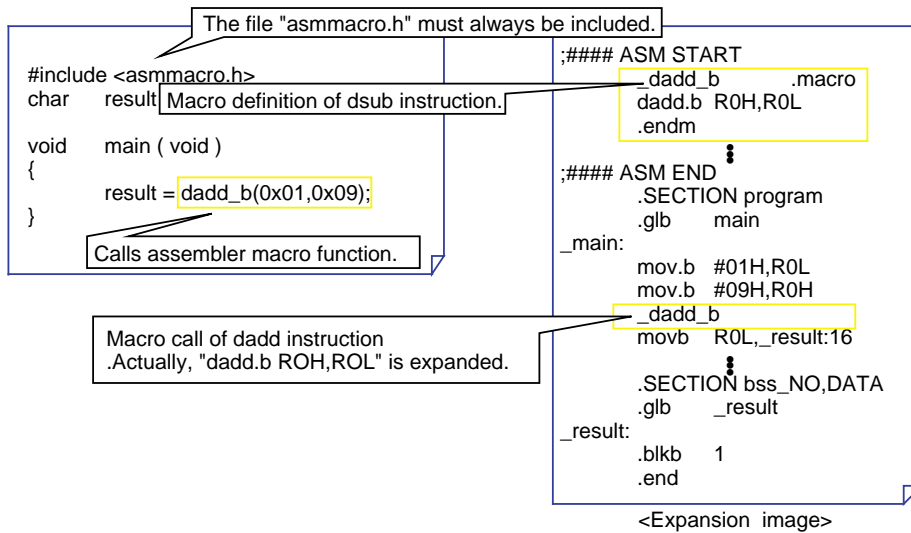 The file "asmmacro.h" must always be included.
#include <asmmacro.h>
char result
Macro definition of dsub instruction.
void main ( void )
{
result = dadd_b(0x01,0x09);
}
Calls assembler macro function.
Macro call of dadd instruction
.Actually, "dadd.b ROH,ROL" is expanded.
;#### ASM START
_dadd_b .macro
dadd.b R0H,R0L
.endm
;#### ASM END
.SECTION program
.glb main
_main:
mov.b #01H,R0L
mov.b #09H,R0H
_dadd_b
movb R0L,_result:16
.SECTION bss_NO,DATA
.glb _result
_result:
.blkb 1
.end
<Expansion image>